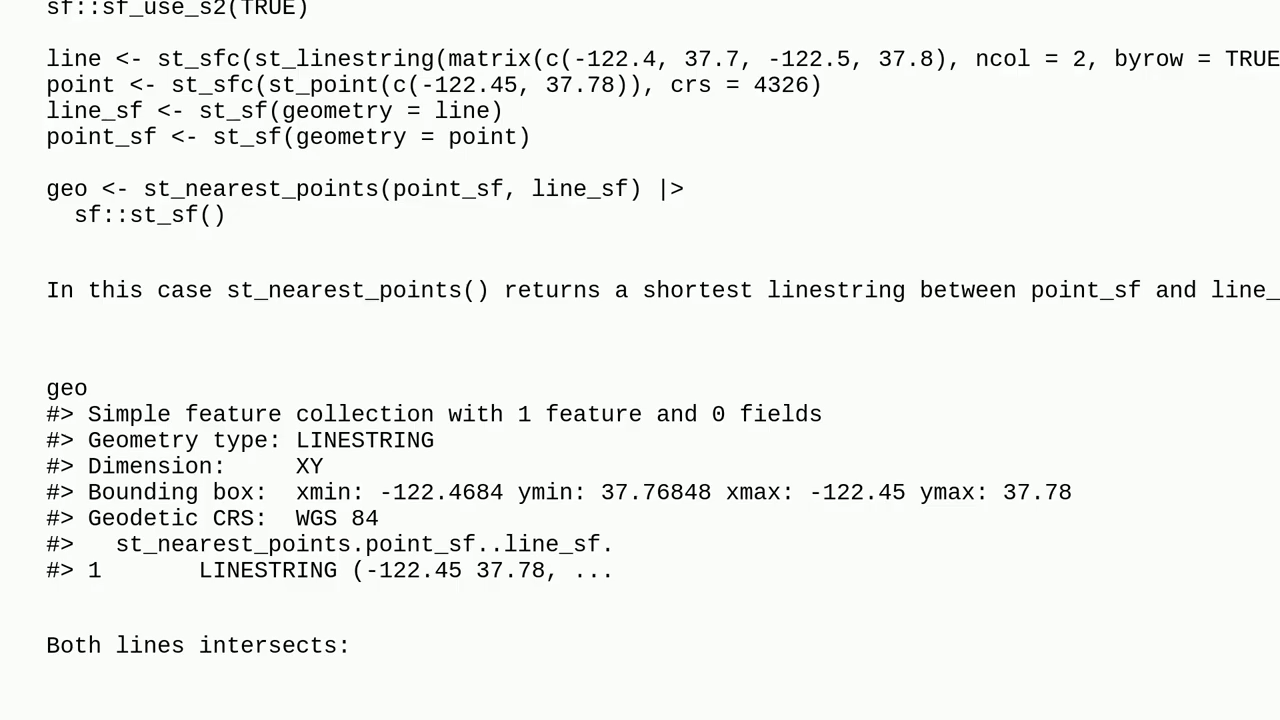 sf::sf_use_s2(TRUE)
line <- st_sfc(st_linestring(matrix(c(-122.4, 37.7, -122.5, 37.8), ncol = 2, byrow = TRUE
point <- st_sfc(st_point(c(-122.45, 37.78)), crs = 4326)
line_sf <- st_sf(geometry = line)
point_sf <- st_sf(geometry = point)
geo <- st_nearest_points(point_sf, line_sf) |>
  sf::st_sf()
In this case st_nearest_points() returns a shortest linestring between point_sf and line_
geo
#> Simple feature collection with 1 feature and 0 fields
#> Geometry type: LINESTRING
#> Dimension:     XY
#> Bounding box:  xmin: -122.4684 ymin: 37.76848 xmax: -122.45 ymax: 37.78
#> Geodetic CRS:  WGS 84
#>   st_nearest_points.point_sf..line_sf.
#> 1       LINESTRING (-122.45 37.78, ...
Both lines intersects: